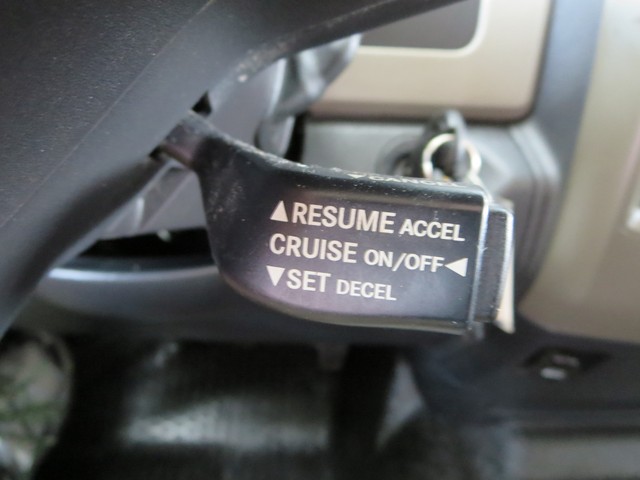 ▲RESUME ACCEL
CRUISE ON/OFF◄
▼SET DECEL